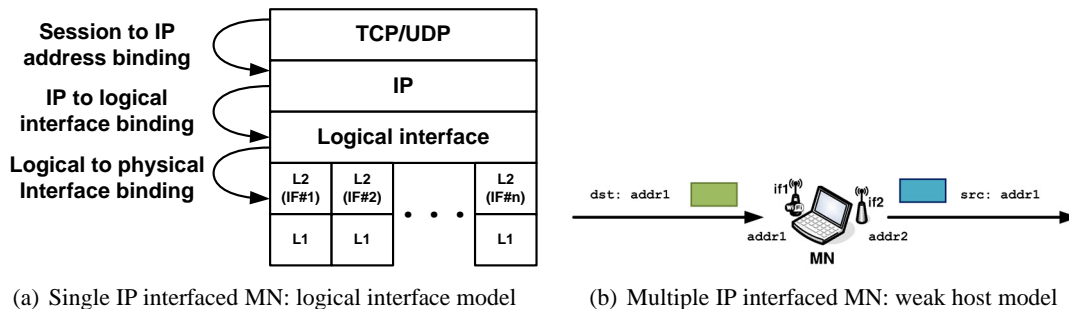 Session to IP
address binding
IP to logical
interface binding
Logical to physical
Interface binding
TCP/UDP
IP
Logical interface
L2
(IF#1)
L2
(IF#2)
L2
(IF#n)
L1
L1
L1
(a) Single IP interfaced MN: logical interface model
dst: addr1
if1
if2
src: addr1
addr1
addr2
MN
(b) Multiple IP interfaced MN: weak host model